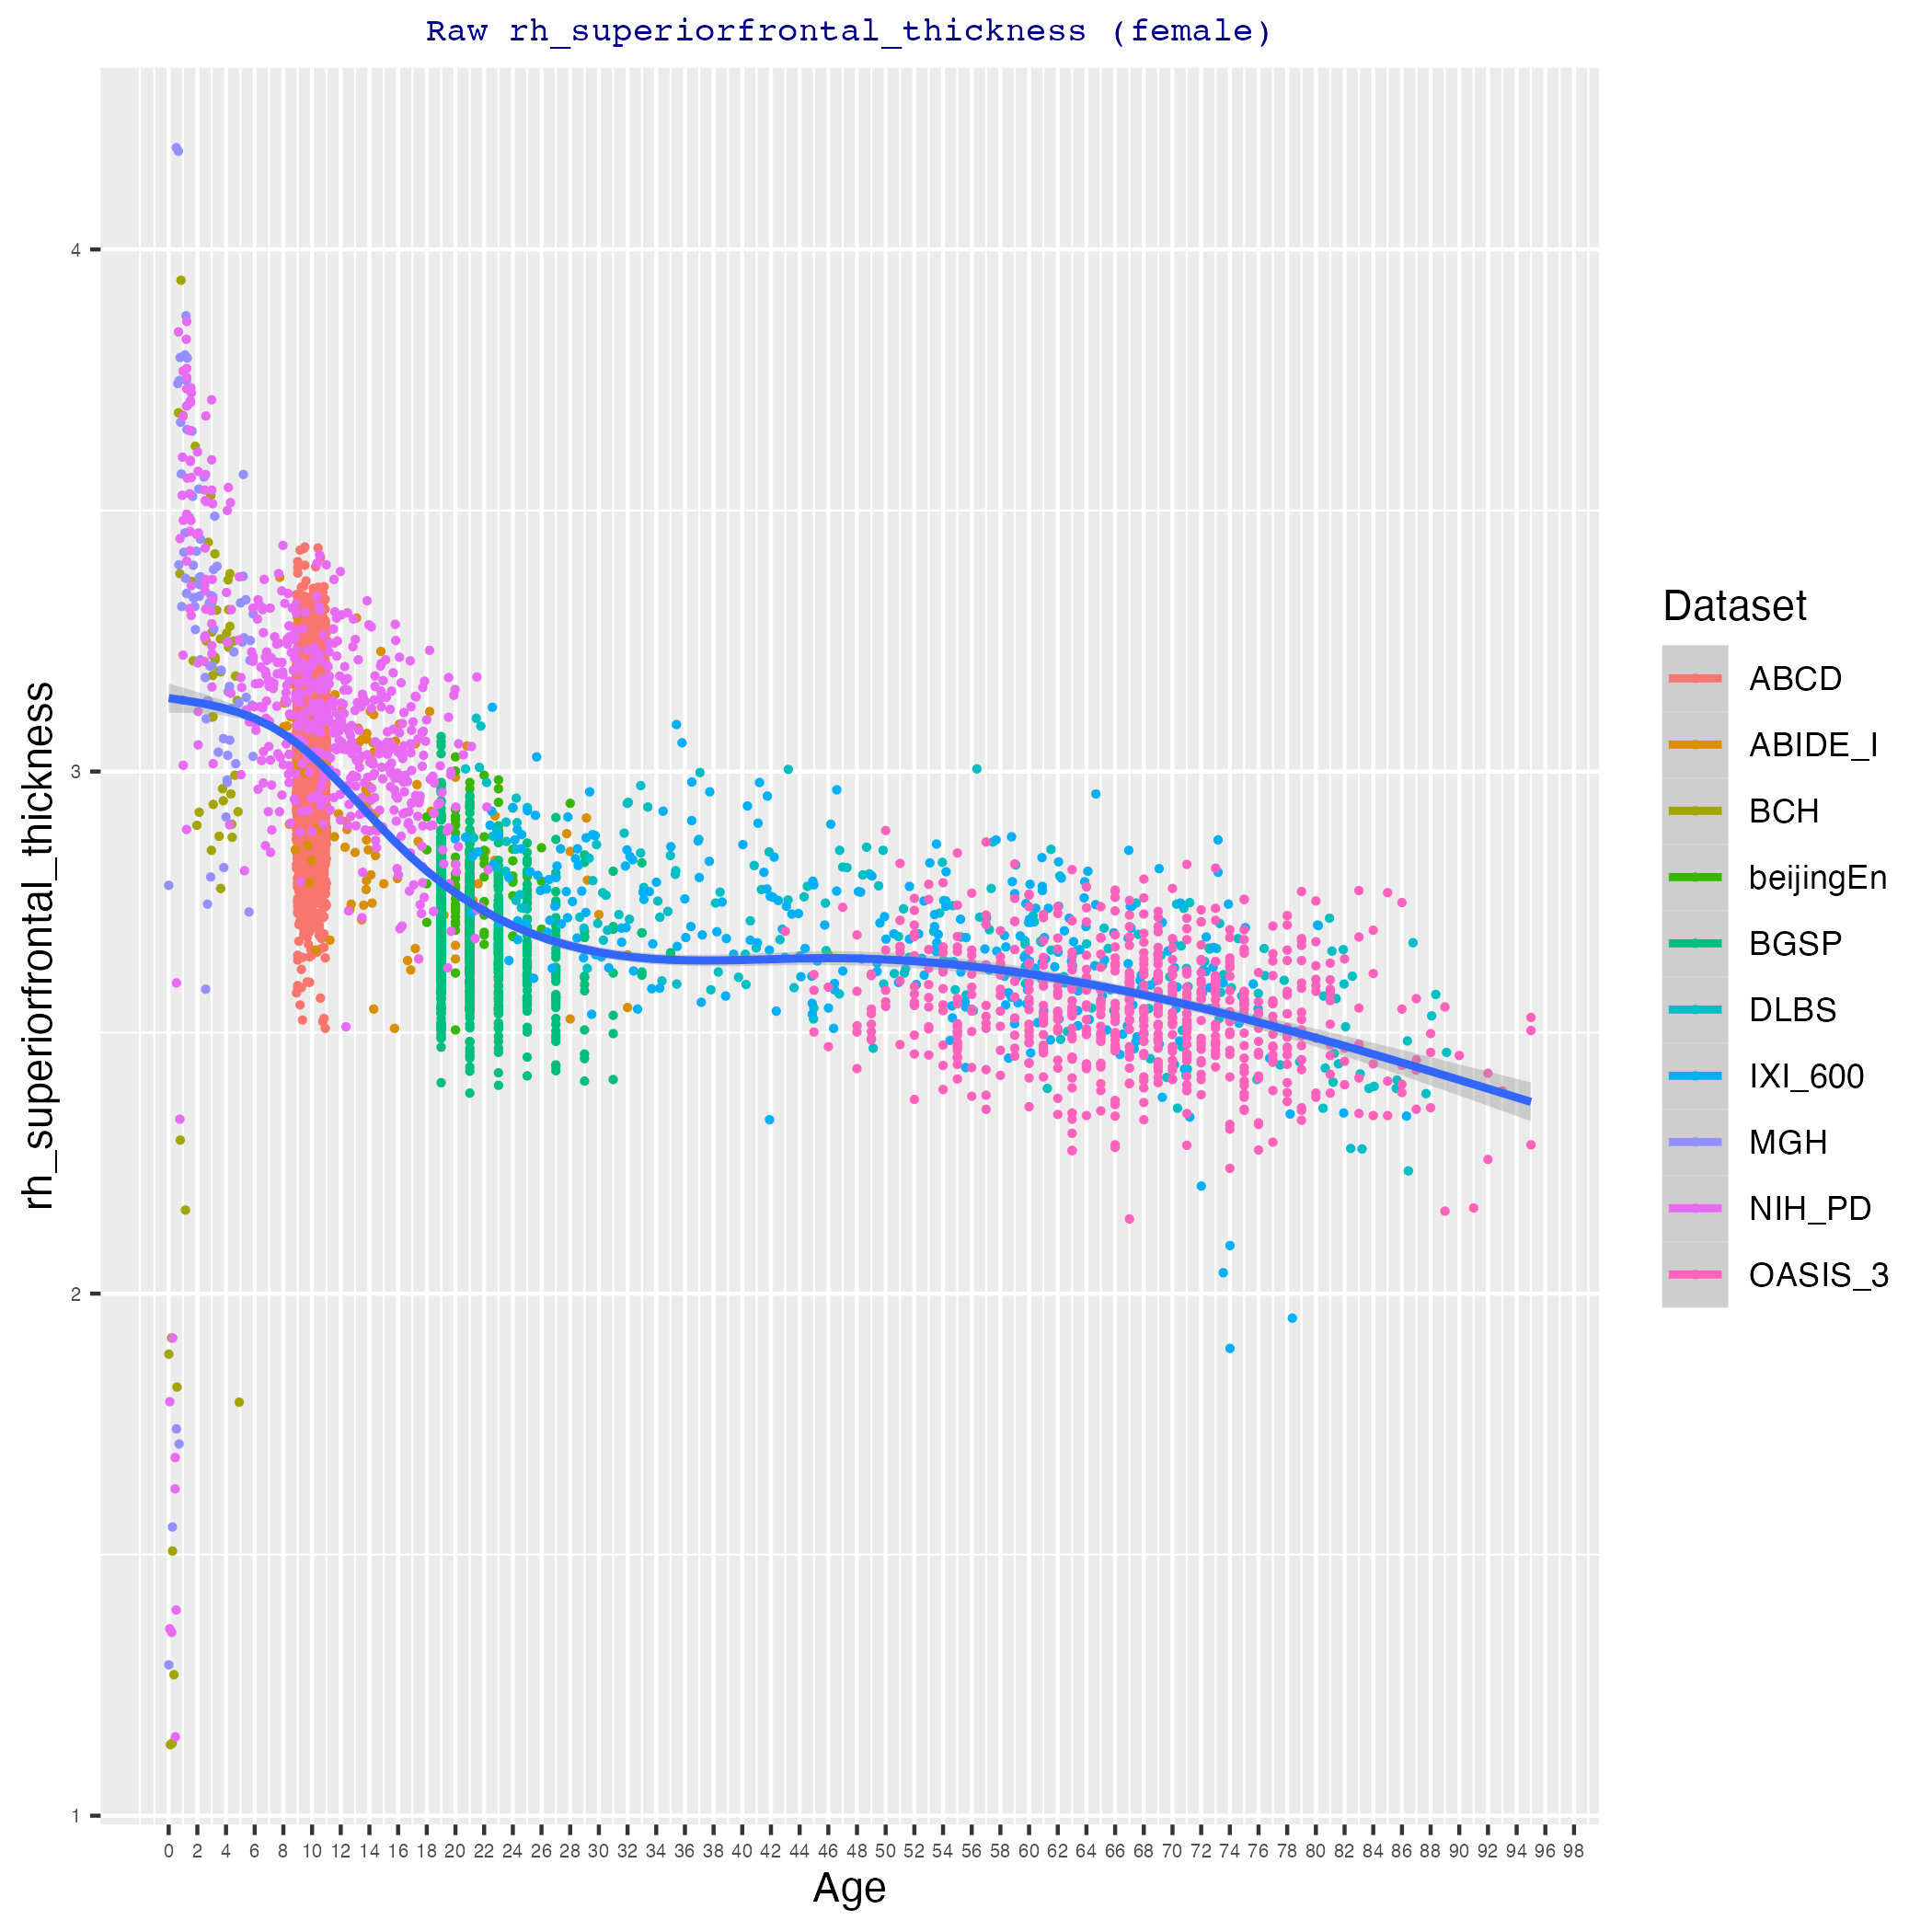 Raw rh_superiorfrontal_thickness (female)
rh_superiorfrontal_thickness
4
3
2
1
0 2 4 6 8 10 12 14 16 18 20 22 24 26 28 30 32 34 36 38 40 42 44 46 48 50 52 54 56 58 60 62 64 66 68 70 72 74 76 78 80 82 84 86 88 90 92 94 96 98
Age
Dataset
ABCD
ABIDE_I
BCH
beijingEn
BGSP
DLBS
IXI_600
MGH
NIH_PD
OASIS_3